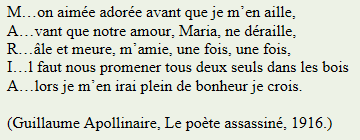 M…on aimée adorée avant que je m’en aille,
A…vant que notre amour, Maria, ne déraille,
R…âle et meure, m’amie, une fois, une fois,
I…l faut nous promener tous deux seuls dans les bois
A…lors je m’en irai plein de bonheur je crois.
(Guillaume Apollinaire, Le poète assassiné, 1916.)